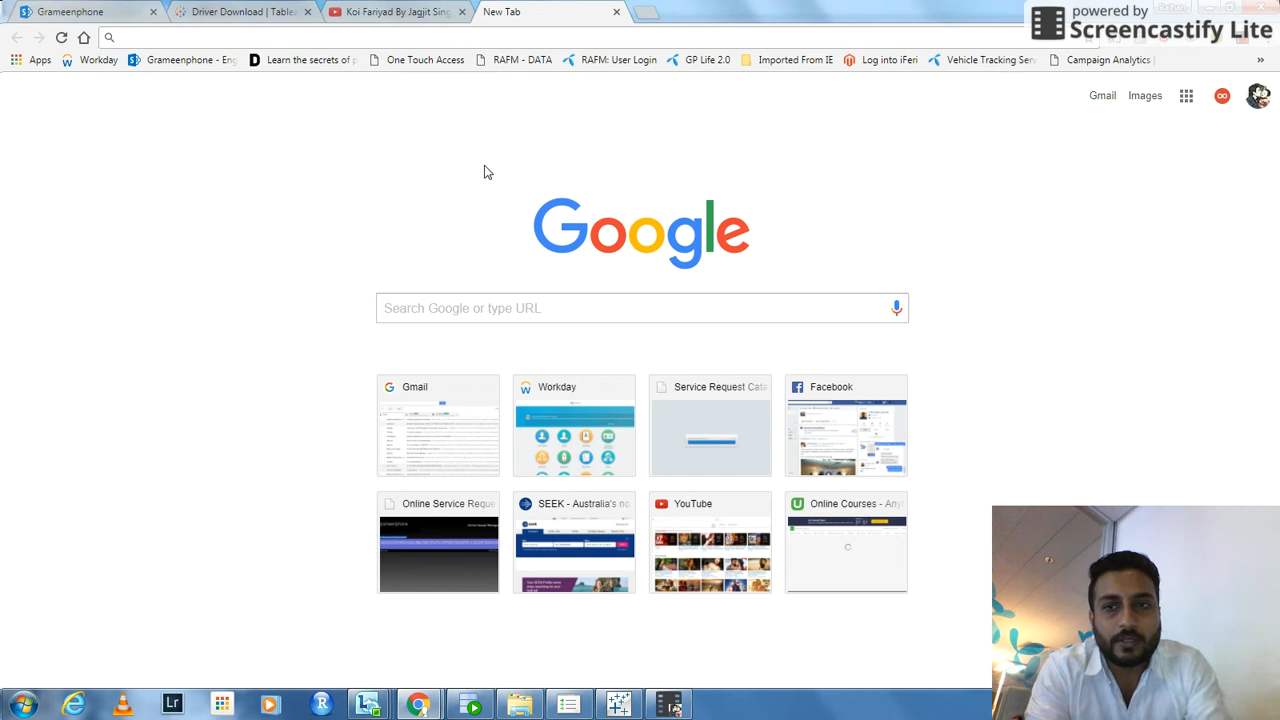 Grameenphone
Driver Download | Table
Koi Fariyad By Jagjit Sing
New Tab
powered by
Screencastify Lite
Apps
Workday
Grameenphone - Eng
Learn the secrets of p
One Touch Access
RAFM - DATA
RAFM: User Login
GP Life 2.0
Imported From IE
Log into iFeri
Vehicle Tracking Serv
Campaign Analytics |
»
Gmail
Images
Google
Search Google or type URL
Gmail
Workday
Service Request Cata
Facebook
Online Service Reque
SEEK - Australia's no
YouTube
Online Courses - Anyt
Lr
R